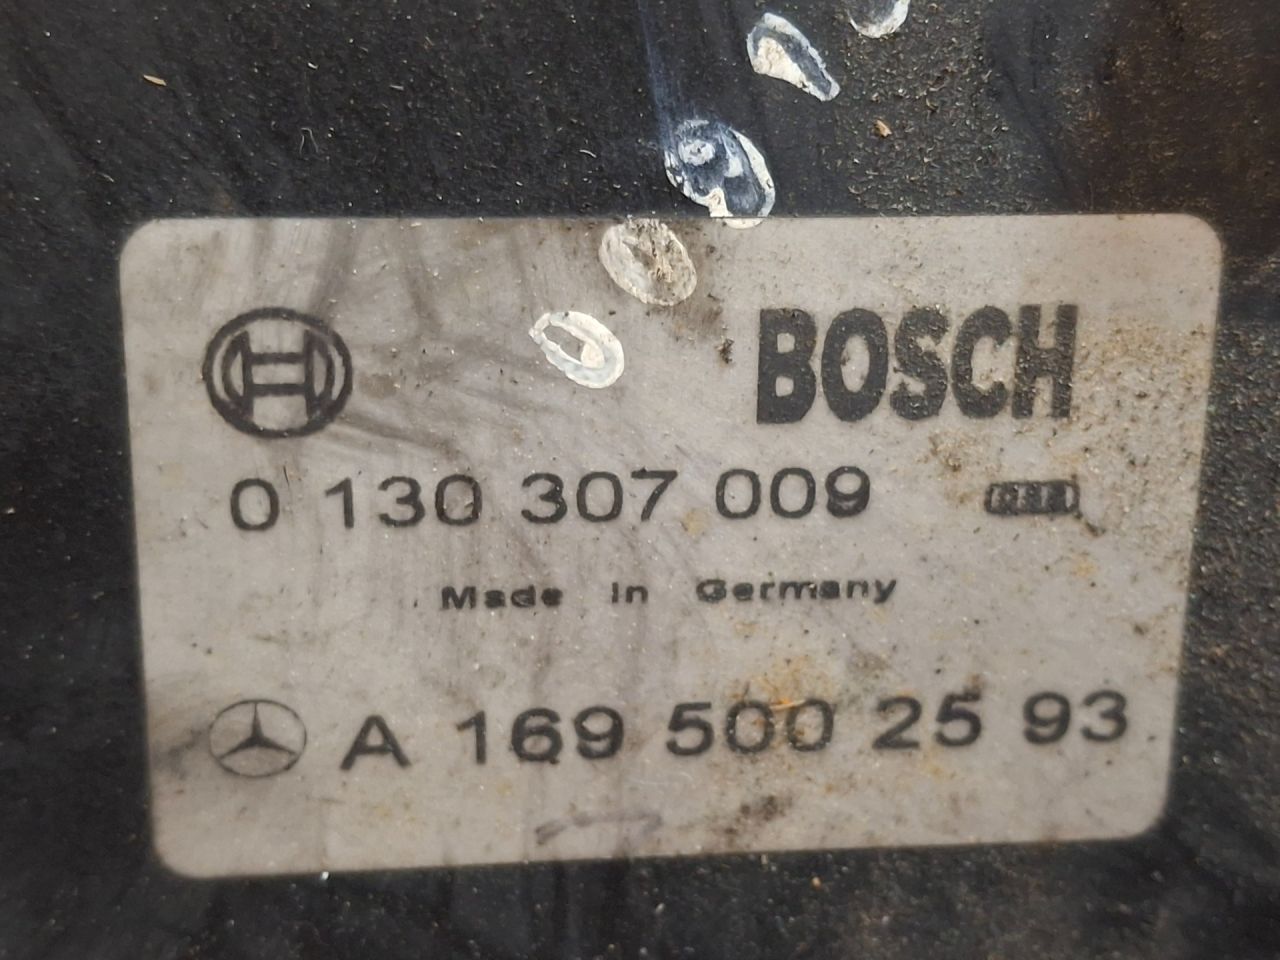 BOSCH
0 130 307 009
Made in Germany
A 169 500 25 93